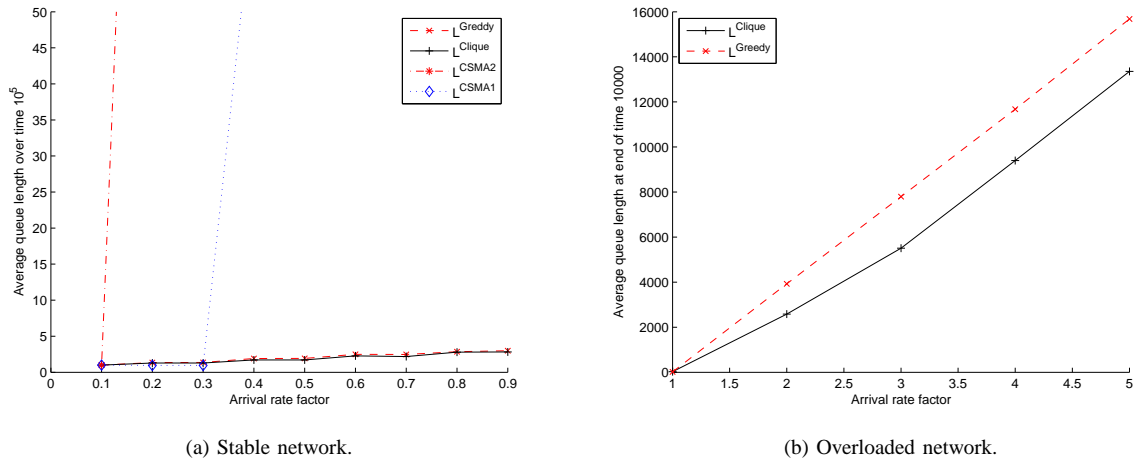 50
45
40
35
30
25
20
15
10
5
0
Average queue length over time 10^5
0 0.1 0.2 0.3 0.4 0.5 0.6 0.7 0.8 0.9
Arrival rate factor
L^Greddy
L^Clique
L^CSMA2
L^CSMA1
(a) Stable network.
16000
14000
12000
10000
8000
6000
4000
2000
0
Average queue length at end of time 10000
1 1.5 2 2.5 3 3.5 4 4.5 5
Arrival rate factor
L^Clique
L^Greedy
(b) Overloaded network.